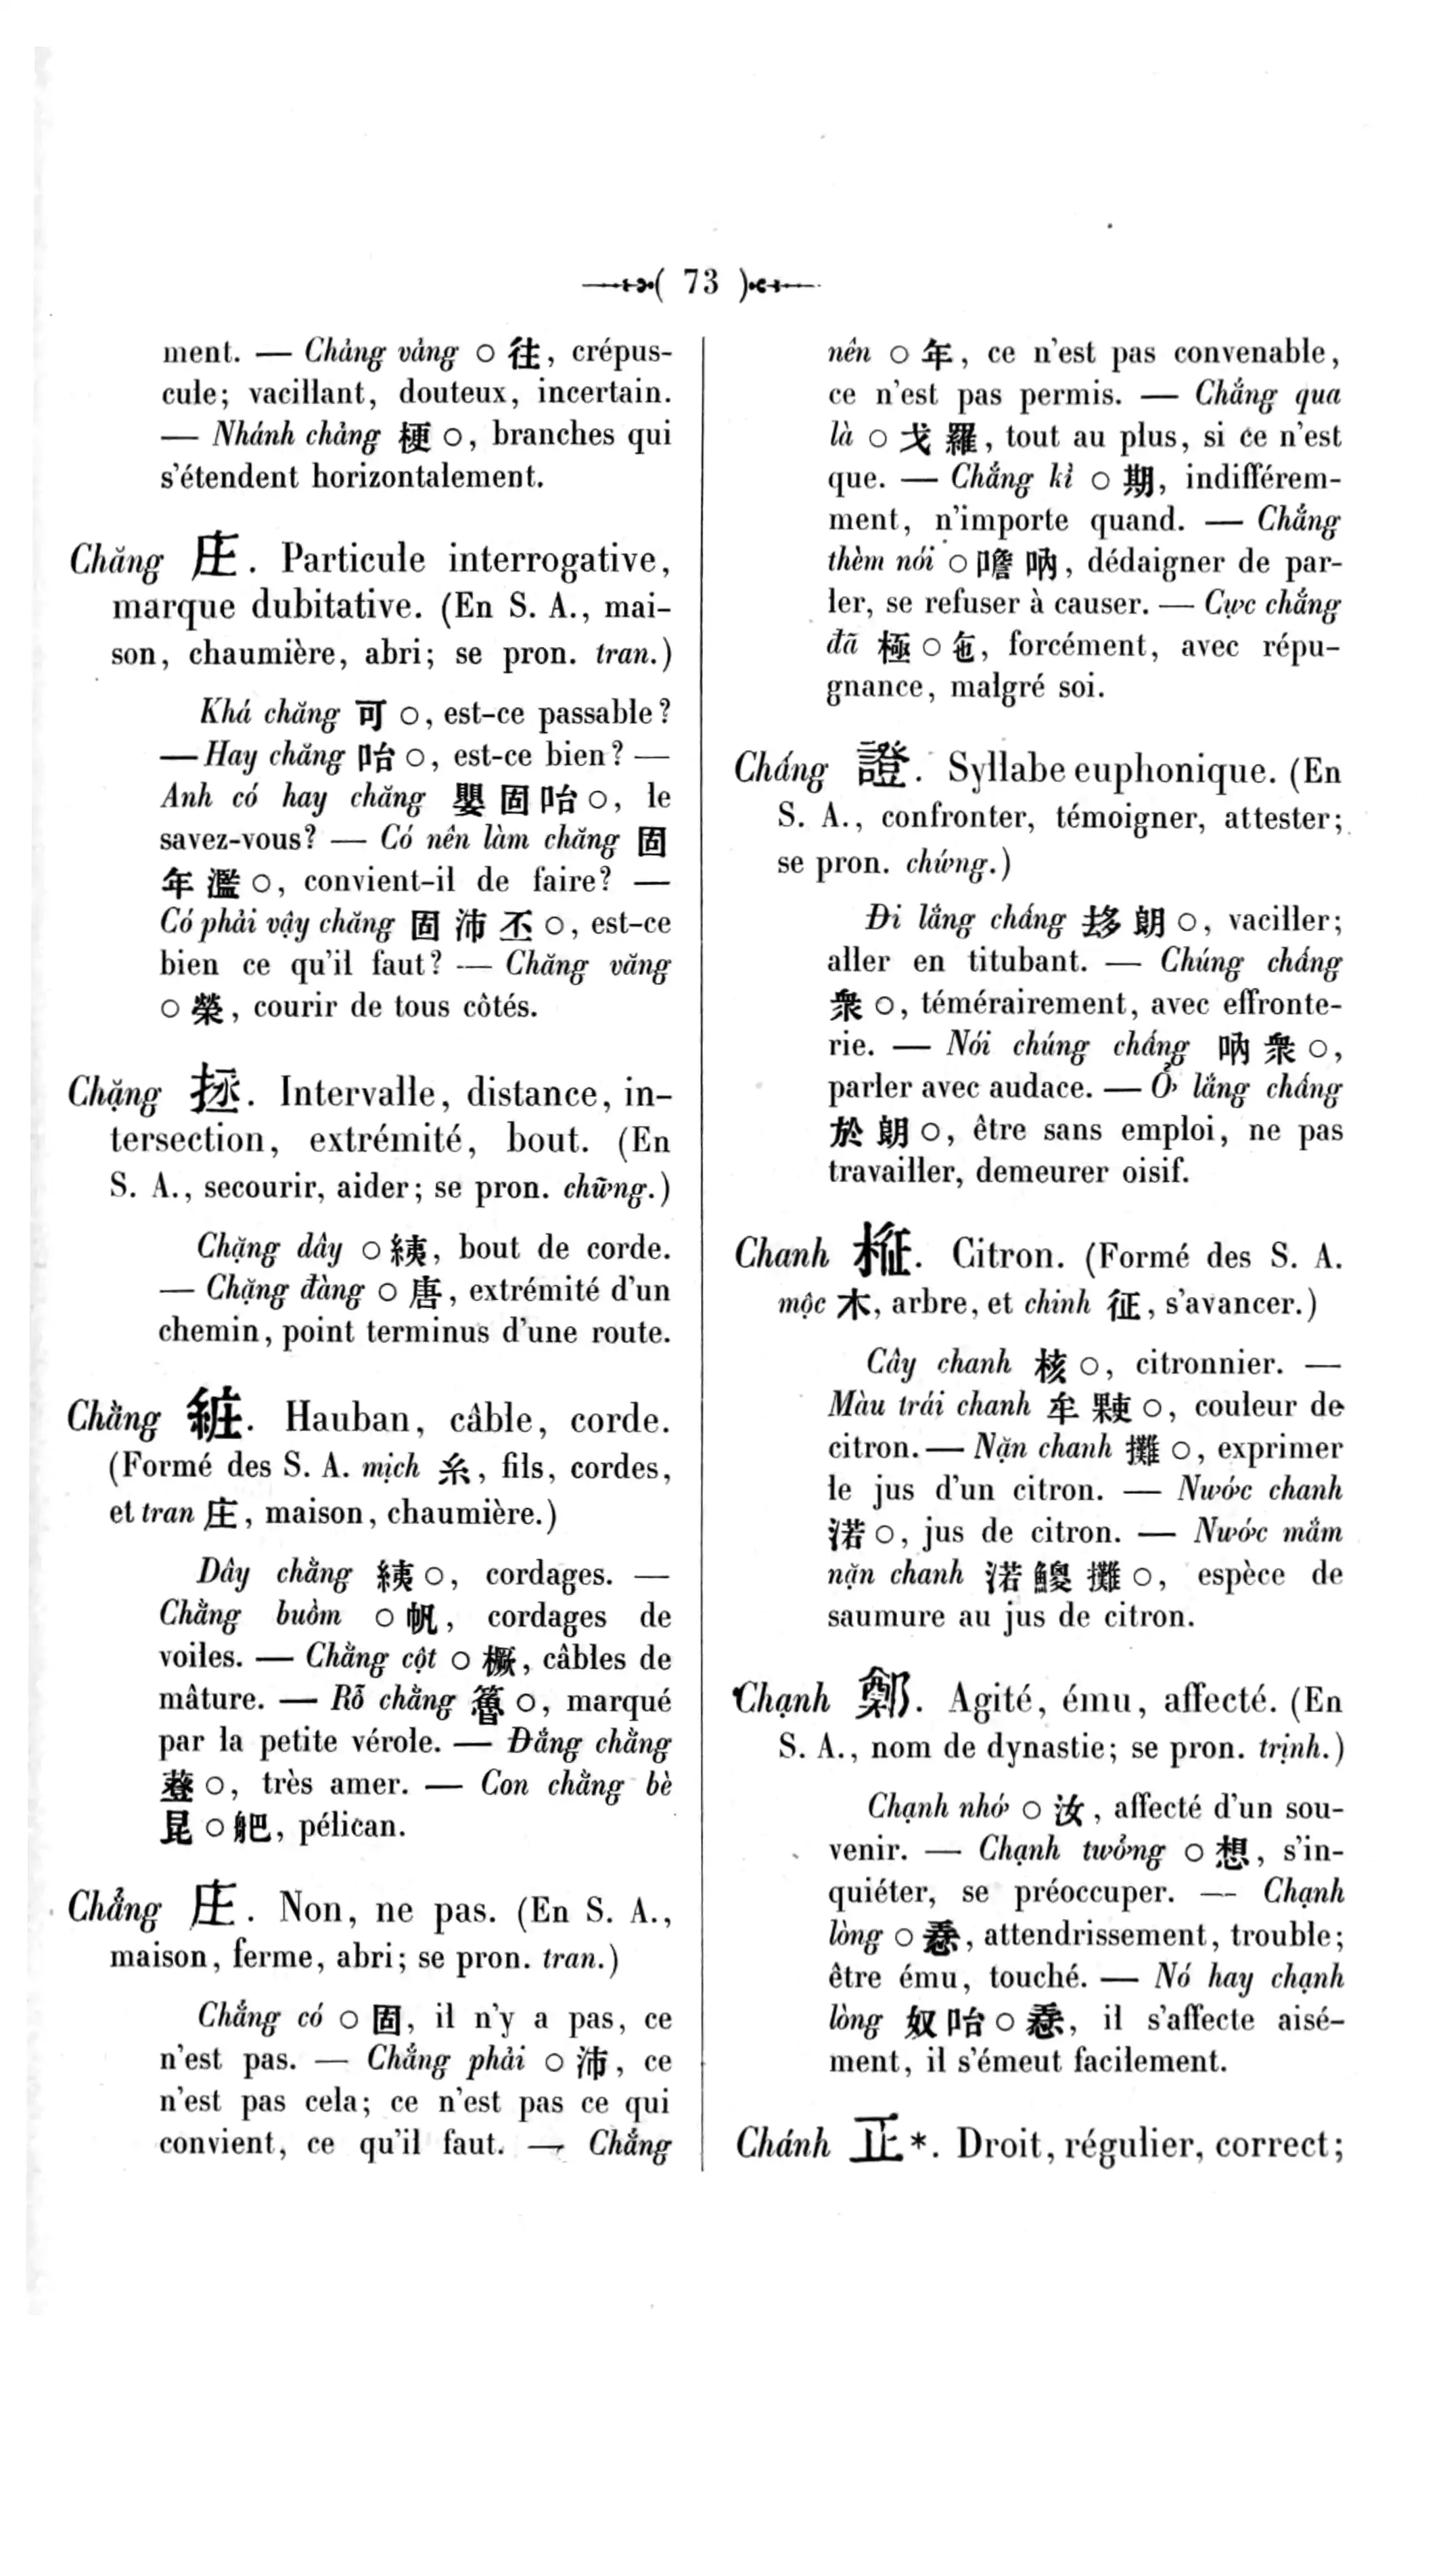 ( 73 )
ment. — Chảng vảng ○ 往, crépus-
cule; vacillant, douteux, incertain.
— Nhánh chảng 梗 ○, branches qui
s'étendent horizontalement.
Chăng 庄. Particule interrogative,
marque dubitative. (En S. A., mai-
son, chaumière, abri; se pron. tran.)
Khá chăng 可 ○, est-ce passable?
— Hay chăng 咍 ○, est-ce bien? —
Anh có hay chăng 嬰 固 咍 ○, le
savez-vous? — Có nên làm chăng 固
年 濫 ○, convient-il de faire? —
Có phải vậy chăng 固 沛 丕 ○, est-ce
bien ce qu'il faut? — Chăng văng
○ 榮, courir de tous côtés.
Chặng 拯. Intervalle, distance, in-
tersection, extrémité, bout. (En
S. A., secourir, aider; se pron. chững.)
Chặng dây ○ 絏, bout de corde.
— Chặng đàng ○ 唐, extrémité d'un
chemin, point terminus d'une route.
Chằng 䊋. Hauban, câble, corde.
(Formé des S. A. mịch 糸, fils, cordes,
et tran 庄, maison, chaumière.)
Dây chằng ○, cordages. —
Chằng buồm ○ 帆, cordages de
voiles. — Chằng cột ○ 橛, câbles de
mâture. — Rỗ chằng ○, marqué
par la petite vérole. — Đắng chằng
○, très amer. — Con chằng bè
昆 ○ 舥, pélican.
Chẳng 庄. Non, ne pas. (En S. A.,
maison, ferme, abri; se pron. tran.)
Chẳng có ○ 固, il n'y a pas, ce
n'est pas. — Chẳng phải ○ 沛, ce
n'est pas cela; ce n'est pas ce qui
convient, ce qu'il faut. — Chẳng
nên ○ 年, ce n'est pas convenable,
ce n'est pas permis. — Chẳng qua
là ○ 戈 羅, tout au plus, si ce n'est
que. — Chẳng kì ○ 期, indifférem-
ment, n'importe quand. — Chẳng
thèm nói ○ 噡 吶, dédaigner de par-
ler, se refuser à causer. — Cực chẳng
đã 極 ○ 㐌, forcément, avec répu-
gnance, malgré soi.
Chắng 證. Syllabe euphonique. (En
S. A., confronter, témoigner, attester;
se pron. chứng.)
Đi lắng chắng 𠫾 朗 ○, vaciller;
aller en titubant. — Chúng chắng
衆 ○, témérairement, avec effronte-
rie. — Nói chúng chắng 吶 衆 ○,
parler avec audace. — Ở lắng chắng
於 朗 ○, être sans emploi, ne pas
travailler, demeurer oisif.
Chanh. Citron. (Formé des S. A.
mộc 木, arbre, et chinh 征, s'avancer.)
Cây chanh 核 ○, citronnier. —
Màu trái chanh 牟 ○, couleur de
citron. — Nặn chanh 攤 ○, exprimer
le jus d'un citron. — Nước chanh
渃 ○, jus de citron. — Nước mắm
nặn chanh 渃 攤 ○, espèce de
saumure au jus de citron.
Chạnh 鄭. Agité, ému, affecté. (En
S. A., nom de dynastie; se pron. trịnh.)
Chạnh nhớ ○ 汝, affecté d'un sou-
venir. — Chạnh tưởng ○ 想, s'in-
quiéter, se préoccuper. — Chạnh
lòng ○, attendrissement, trouble;
être ému, touché. — Nó hay chạnh
lòng 奴 咍 ○, il s'affecte aisé-
ment, il s'émeut facilement.
Chánh 正*. Droit, régulier, correct;